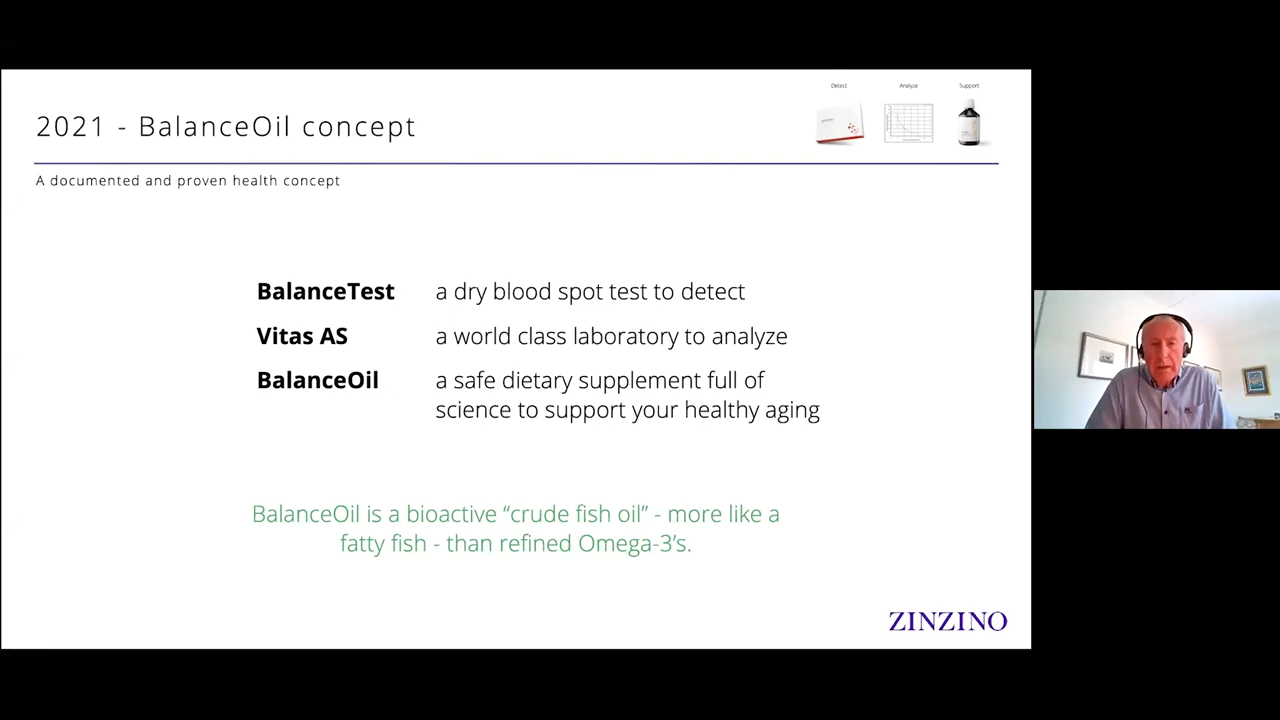 Detect Analyze Support
2021 - BalanceOil concept
A documented and proven health concept
BalanceTest a dry blood spot test to detect
Vitas AS a world class laboratory to analyze
BalanceOil a safe dietary supplement full of
science to support your healthy aging
BalanceOil is a bioactive “crude fish oil” - more like a
fatty fish - than refined Omega-3’s.
ZINZINO